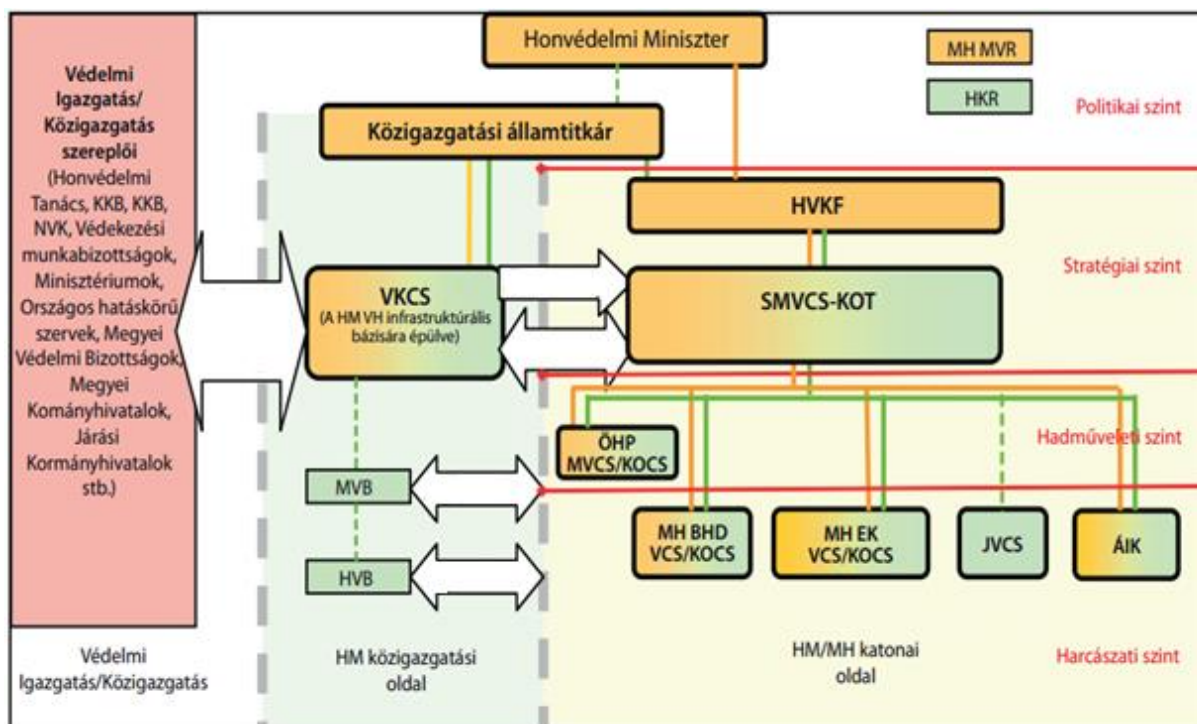 Védelmi
Igazgatás/
Közigazgatás
szereplői
(Honvédelmi
Tanács, KKB, KKB,
NVK, Védekezési
munkabizottságok,
Minisztériumok,
Országos hatáskörű
szervek, Megyei
Védelmi Bizottságok,
Megyei
Kományhivatalok,
Járási
Kormányhivatalok
stb.)
Védelmi
Igazgatás/Közigazgatás
Honvédelmi Miniszter
MH MVR
HKR
Politikai szint
Közigazgatási államtitkár
HVKF
Stratégiai szint
VKCS
(A HM VH infrastruktúrális
bázisára épülve)
SMVCS-KOT
Hadműveleti szint
ÖHP
MVCS/KOCS
MVB
HVB
MH BHD
VCS/KOCS
MH EK
VCS/KOCS
JVCS
ÁIK
HM közigazgatási
oldal
HM/MH katonai
oldal
Harcászati szint